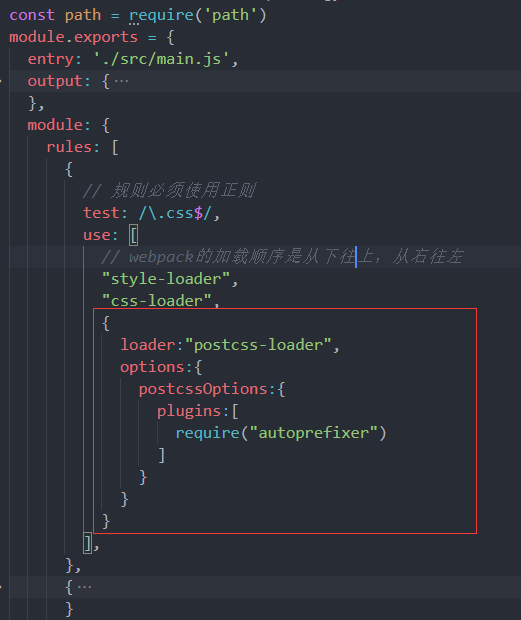 const path = require('path')
module.exports = {
  entry: './src/main.js',
  output: {⋯
  },
  module: {
    rules: [
      {
        // 规则必须使用正则
        test: /\.css$/,
        use: [
          // webpack的加载顺序是从下往上，从右往左
          "style-loader",
          "css-loader",
          {
            loader:"postcss-loader",
            options:{
              postcssOptions:{
                plugins:[
                  require("autoprefixer")
                ]
              }
            }
          }
        ],
      },
      {⋯
      }